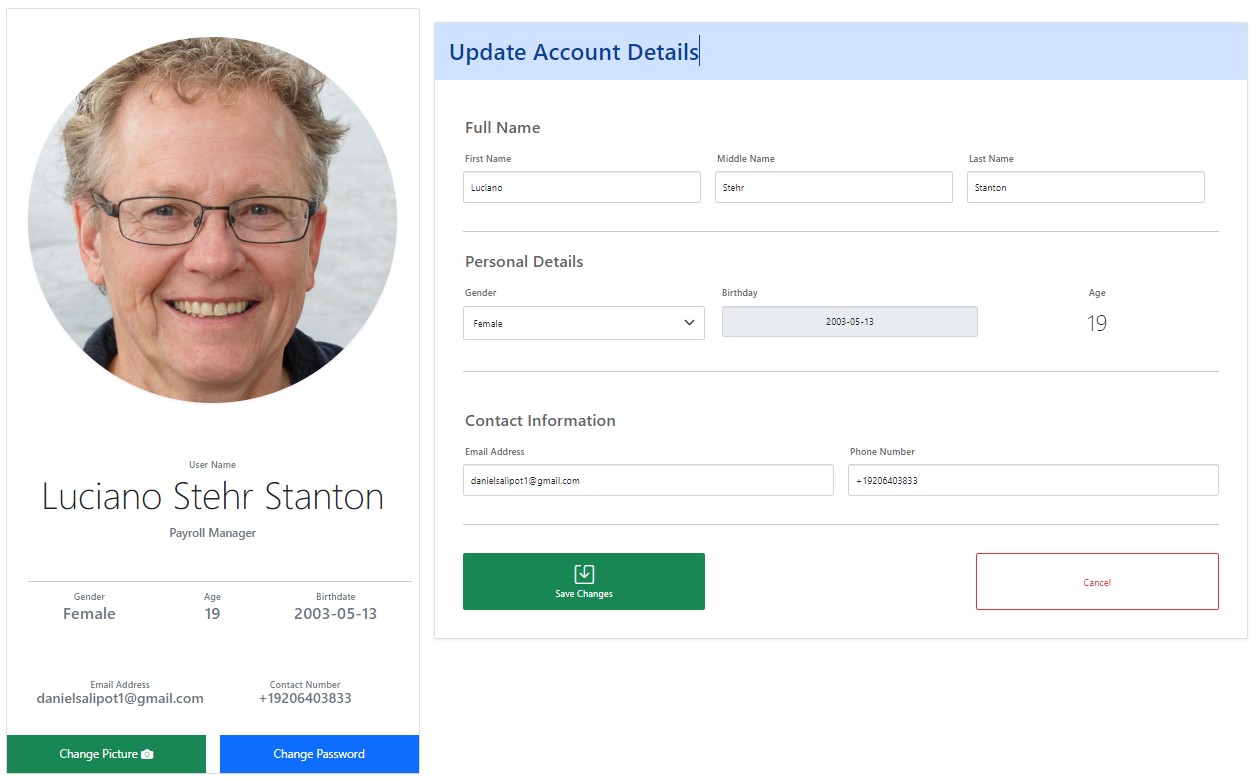 User Name
Luciano Stehr Stanton
Payroll Manager
Gender Age Birthdate
Female 19 2003-05-13
Email Address Contact Number
danielsalipot1@gmail.com +19206403833
Change Picture Change Password
Update Account Details
Full Name
First Name Middle Name Last Name
Luciano Stehr Stanton
Personal Details
Gender Birthday Age
Female 2003-05-13 19
Contact Information
Email Address Phone Number
danielsalipot1@gmail.com +19206403833
Save Changes Cancel